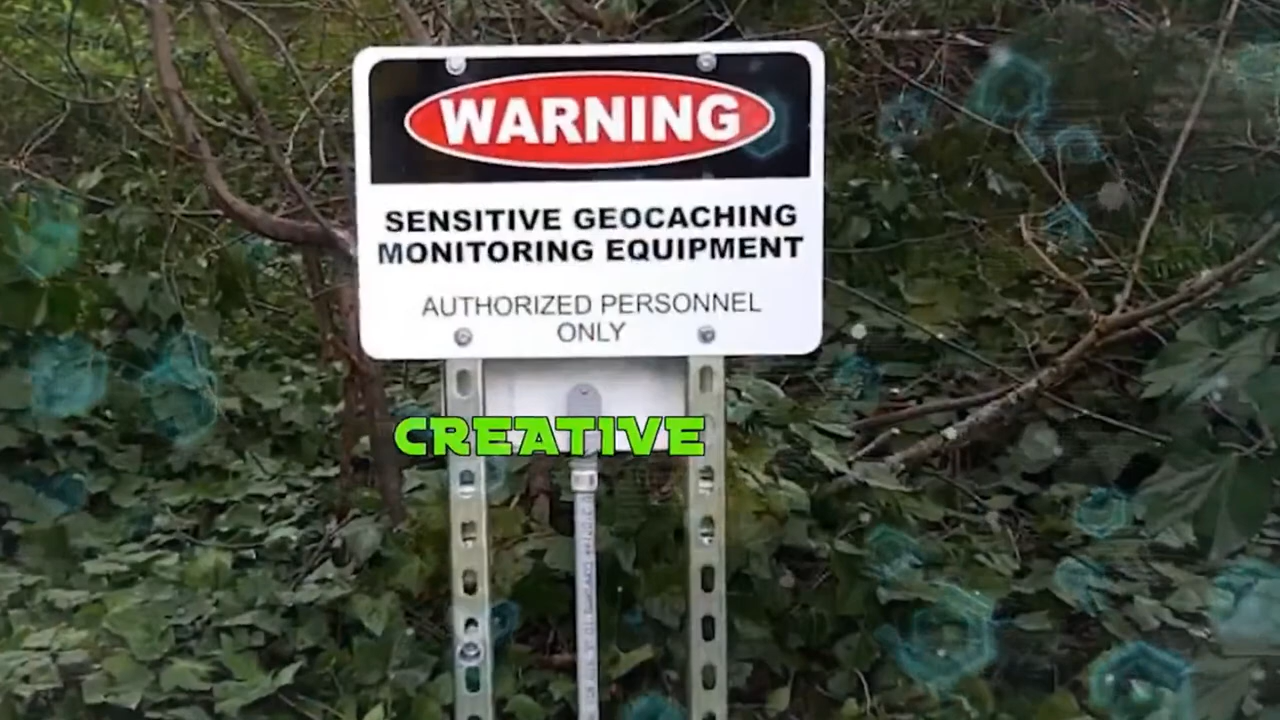 WARNING
SENSITIVE GEOCACHING
MONITORING EQUIPMENT
AUTHORIZED PERSONNEL
ONLY
CREATIVE